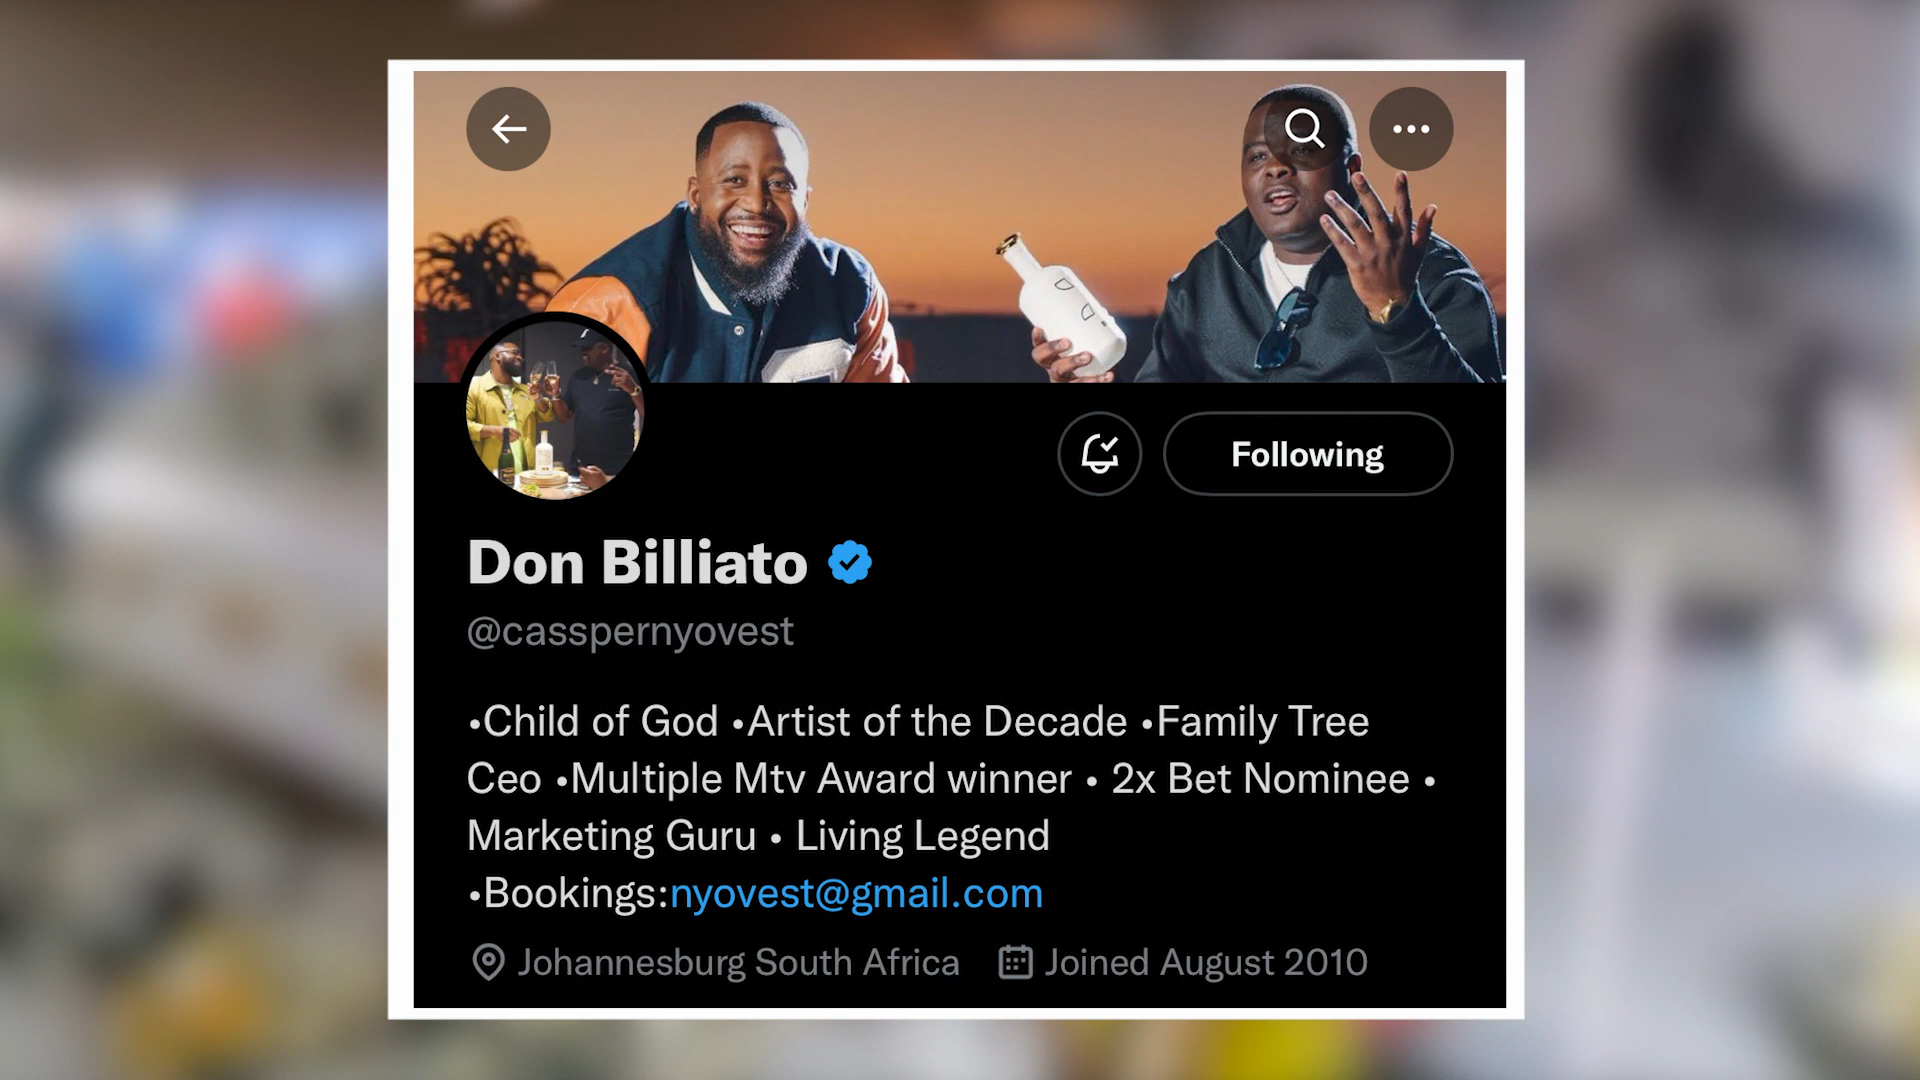 Following
Don Billiato
@casspernyovest
•Child of God •Artist of the Decade •Family Tree
Ceo •Multiple Mtv Award winner • 2x Bet Nominee •
Marketing Guru • Living Legend
•Bookings:nyovest@gmail.com
Johannesburg South Africa Joined August 2010